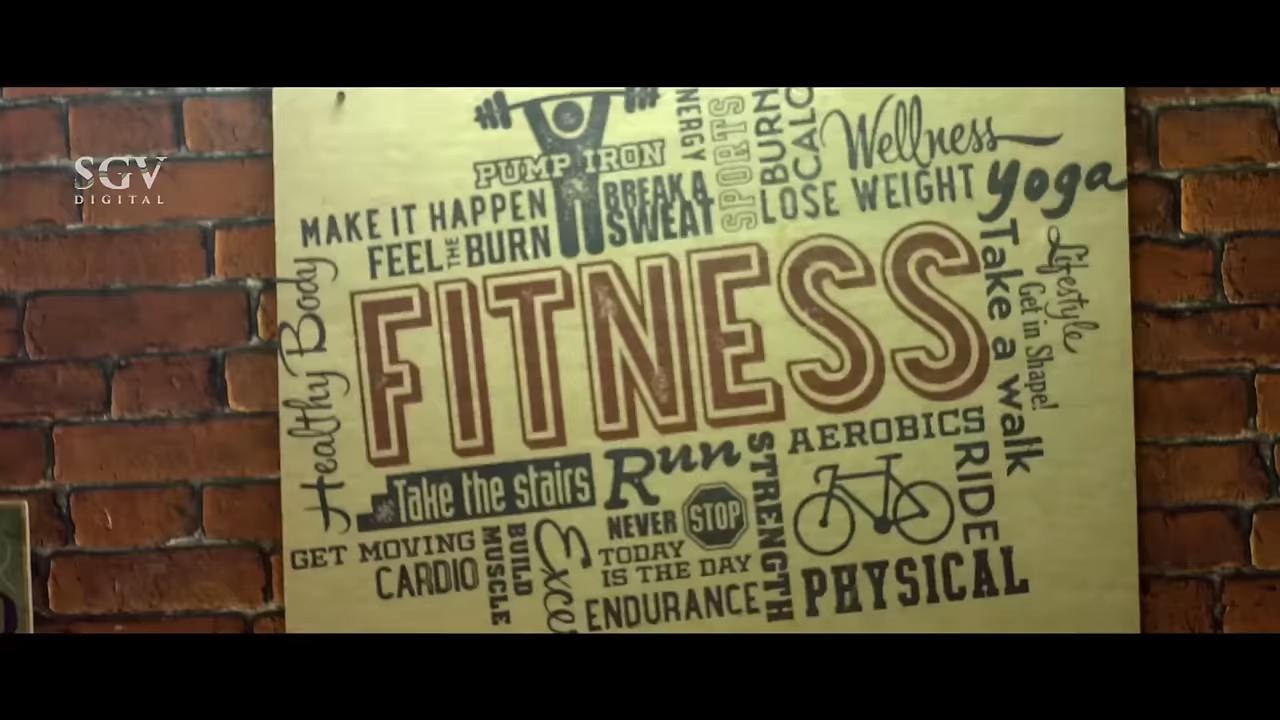 SGV
DIGITAL
PUMP IRON
MAKE IT HAPPEN
FEEL THE BURN
BREAK A
SWEAT
SPORTS
BURN
LOSE WEIGHT
Wellness
Yoga
Healthy Body
FITNESS
Take a walk
Lifestyle
Get in Shape!
Take the stairs
Run
STRENGTH
AEROBICS
RIDE
NEVER STOP
GET MOVING
CARDIO
BUILD
MUSCLE
TODAY
IS THE DAY
ENDURANCE
PHYSICAL